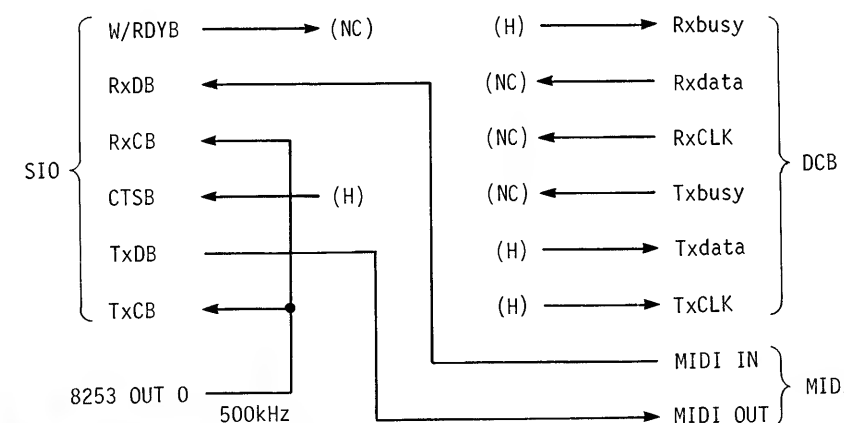 W/RDYB (NC) (H) Rxbusy
RxDB (NC) Rxdata
RxCB (NC) RxCLK
SIO CTSB (H) (NC) Txbusy DCB
TxDB (H) Txdata
TxCB (H) TxCLK
MIDI IN
8253 OUT 0 MID
500kHz MIDI OUT